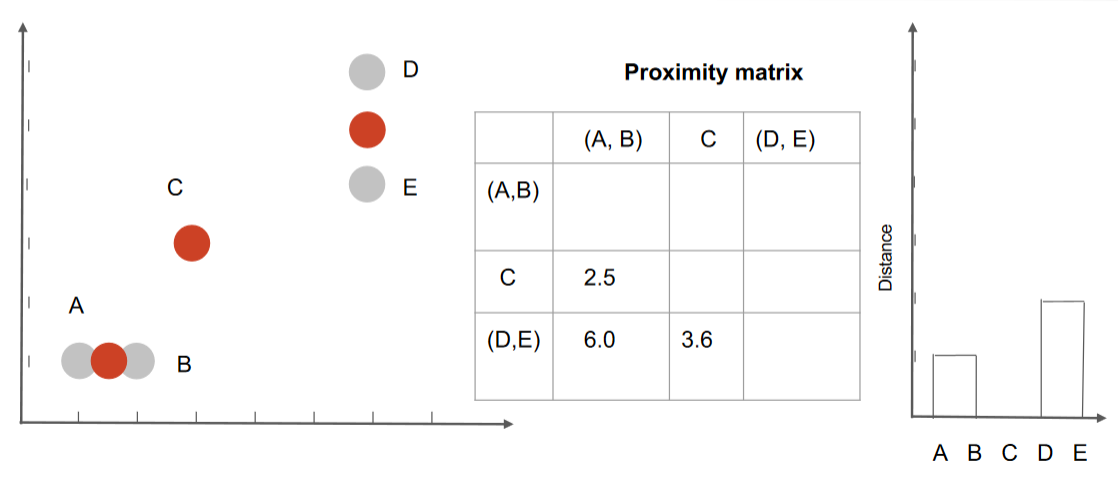 D
E
C
A
B
Proximity matrix
(A, B) C (D, E)
(A,B)
C 2.5
(D,E) 6.0 3.6
Distance
A B C D E